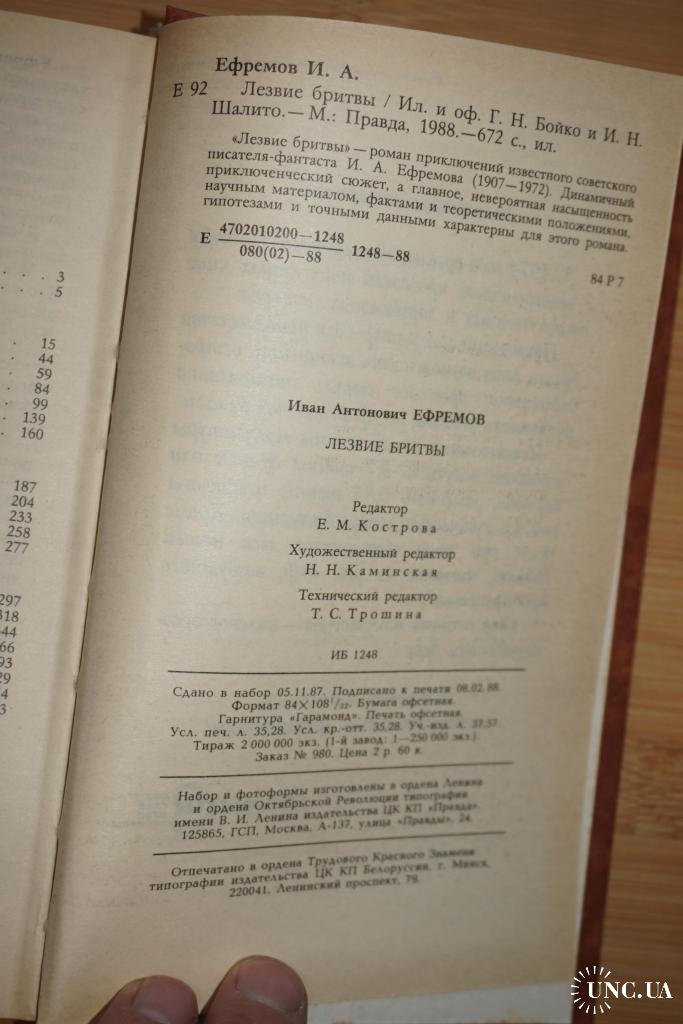 3
5
15
44
59
84
99
139
160
187
204
233
258
277
297
318
44
66
93
29
4
3
Ефремов И. А.
Е 92 Лезвие бритвы / Ил. и оф. Г. Н. Бойко и И. Н.
Шалито.— М.: Правда, 1988.—672 с., ил.
«Лезвие бритвы» — роман приключений известного советского
писателя-фантаста И. А. Ефремова (1907—1972). Динамичный
приключенческий сюжет, а главное, невероятная насыщенность
научным материалом, фактами и теоретическими положениями,
гипотезами и точными данными характерны для этого романа.
Е 4702010200—1248
080(02)—88 1248—88
84 Р 7
Иван Антонович ЕФРЕМОВ
ЛЕЗВИЕ БРИТВЫ
Редактор
Е. М. Кострова
Художественный редактор
Н. Н. Каминская
Технический редактор
Т. С. Трошина
ИБ 1248
Сдано в набор 05.11.87. Подписано к печати 08.02.88.
Формат 84×108¹/₃₂. Бумага офсетная.
Гарнитура «Гарамонд». Печать офсетная.
Усл. печ. л. 35,28. Усл. кр.-отт. 35,28. Уч.-изд. л. 37,57.
Тираж 2 000 000 экз. (1-й завод: 1—250 000 экз.).
Заказ № 980. Цена 2 р. 60 к.
Набор и фотоформы изготовлены в ордена Ленина
и ордена Октябрьской Революции типографии
имени В. И. Ленина издательства ЦК КП «Правда».
125865, ГСП, Москва, А-137, улица «Правды», 24.
Отпечатано в ордена Трудового Красного Знамени
типографии издательства ЦК КП Белоруссии, г. Минск,
220041, Ленинский проспект, 79.
UNC.UA